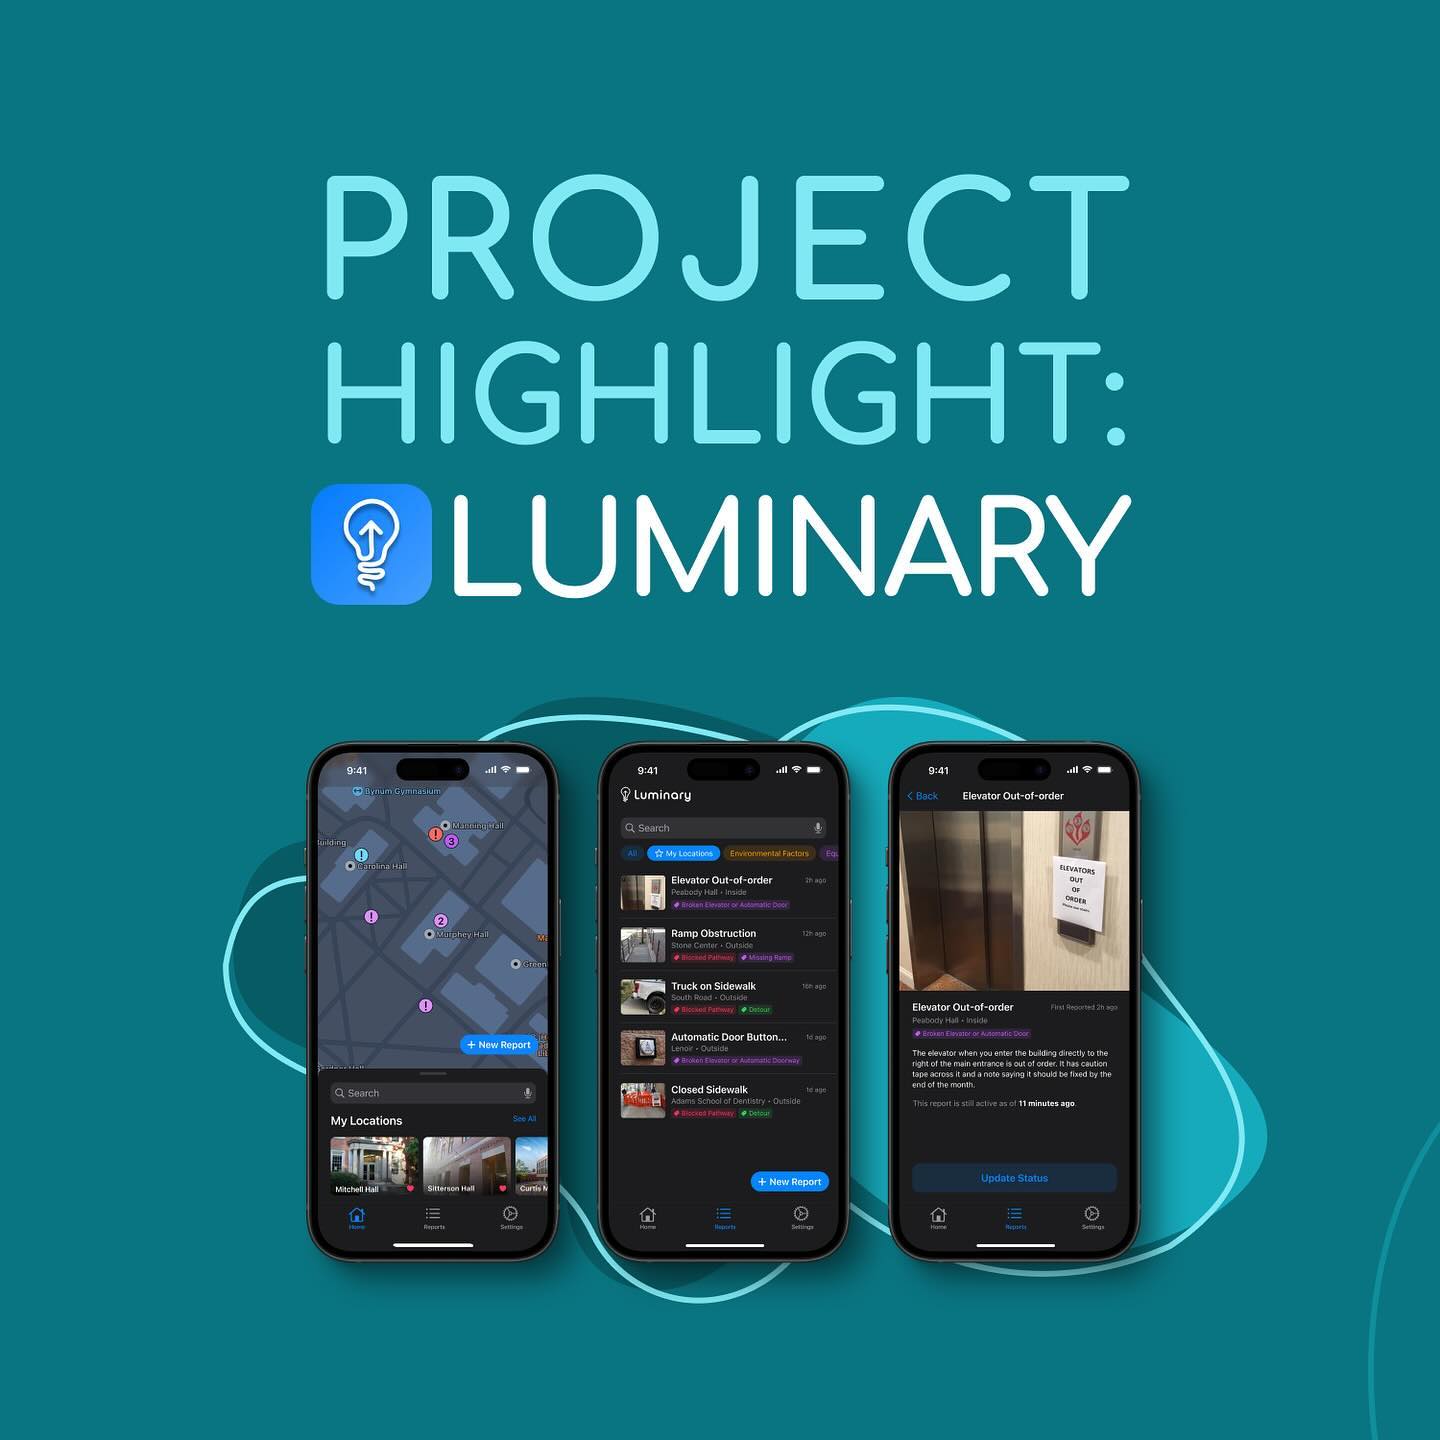 PROJECT
HIGHLIGHT:
LUMINARY
9:41
Bynum Gymnasium
Manning Hall
!
3
Building
!
Carolina Hall
!
2
Murphey Hall
Ma
Green
!
+ New Report
Search
My Locations
See All
Mitchell Hall
Sitterson Hall
Curtis M
Home
Reports
Settings
9:41
Luminary
Search
All
My Locations
Environmental Factors
Equ
Elevator Out-of-order
2h ago
Peabody Hall • Inside
Broken Elevator or Automatic Door
Ramp Obstruction
12h ago
Stone Center • Outside
Blocked Pathway
Missing Ramp
Truck on Sidewalk
16h ago
South Road • Outside
Blocked Pathway
Detour
Automatic Door Button...
1d ago
Lenoir • Outside
Broken Elevator or Automatic Doorway
Closed Sidewalk
1d ago
Adams School of Dentistry • Outside
Blocked Pathway
Detour
+ New Report
Home
Reports
Settings
9:41
< Back
Elevator Out-of-order
ELEVATORS
OUT
OF
ORDER
Elevator Out-of-order
First Reported 2h ago
Peabody Hall • Inside
Broken Elevator or Automatic Door
The elevator when you enter the building directly to the
right of the main entrance is out of order. It has caution
tape across it and a note saying it should be fixed by the
end of the month.
This report is still active as of 11 minutes ago.
Update Status
Home
Reports
Settings